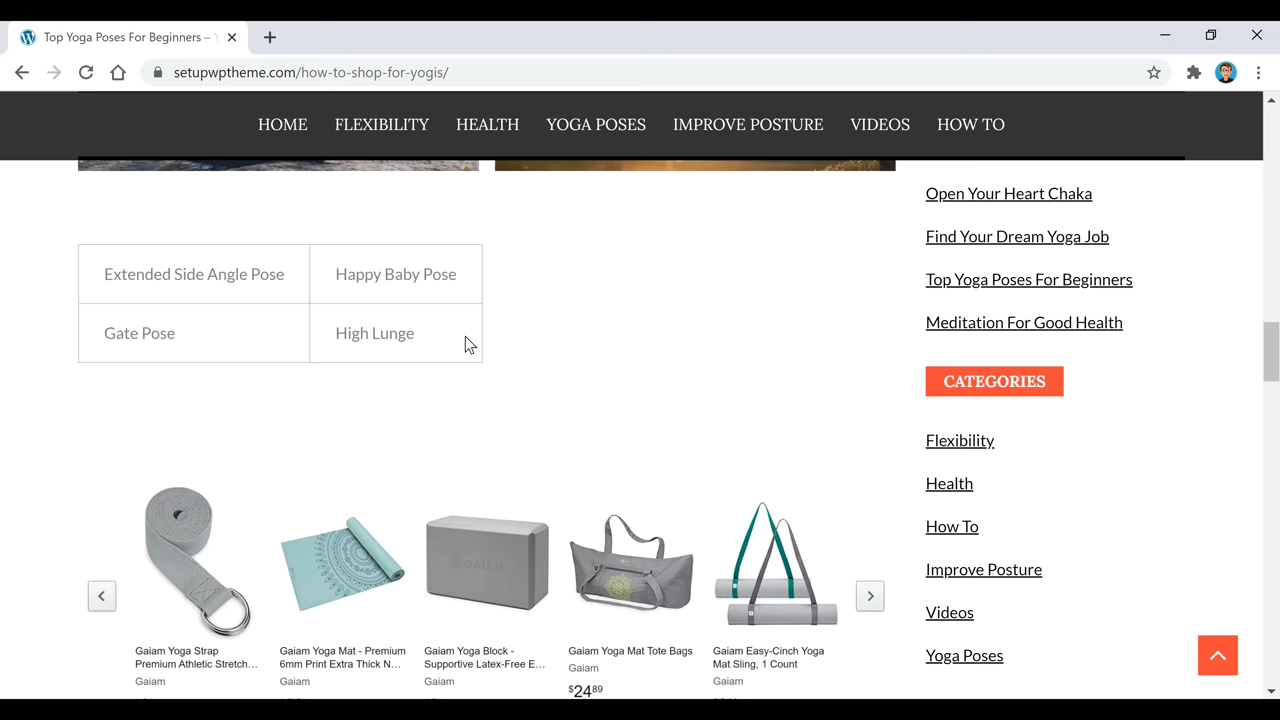 Top Yoga Poses For Beginners –
setupwptheme.com/how-to-shop-for-yogis/
HOME FLEXIBILITY HEALTH YOGA POSES IMPROVE POSTURE VIDEOS HOW TO
Open Your Heart Chaka
Find Your Dream Yoga Job
Top Yoga Poses For Beginners
Meditation For Good Health
Extended Side Angle Pose Happy Baby Pose
Gate Pose High Lunge
CATEGORIES
Flexibility
Health
How To
Improve Posture
Videos
Yoga Poses
GAIAM
Gaiam Yoga Strap
Premium Athletic Stretch...
Gaiam
Gaiam Yoga Mat - Premium
6mm Print Extra Thick N...
Gaiam
Gaiam Yoga Block -
Supportive Latex-Free E...
Gaiam
Gaiam Yoga Mat Tote Bags
Gaiam
$2489
Gaiam Easy-Cinch Yoga
Mat Sling, 1 Count
Gaiam